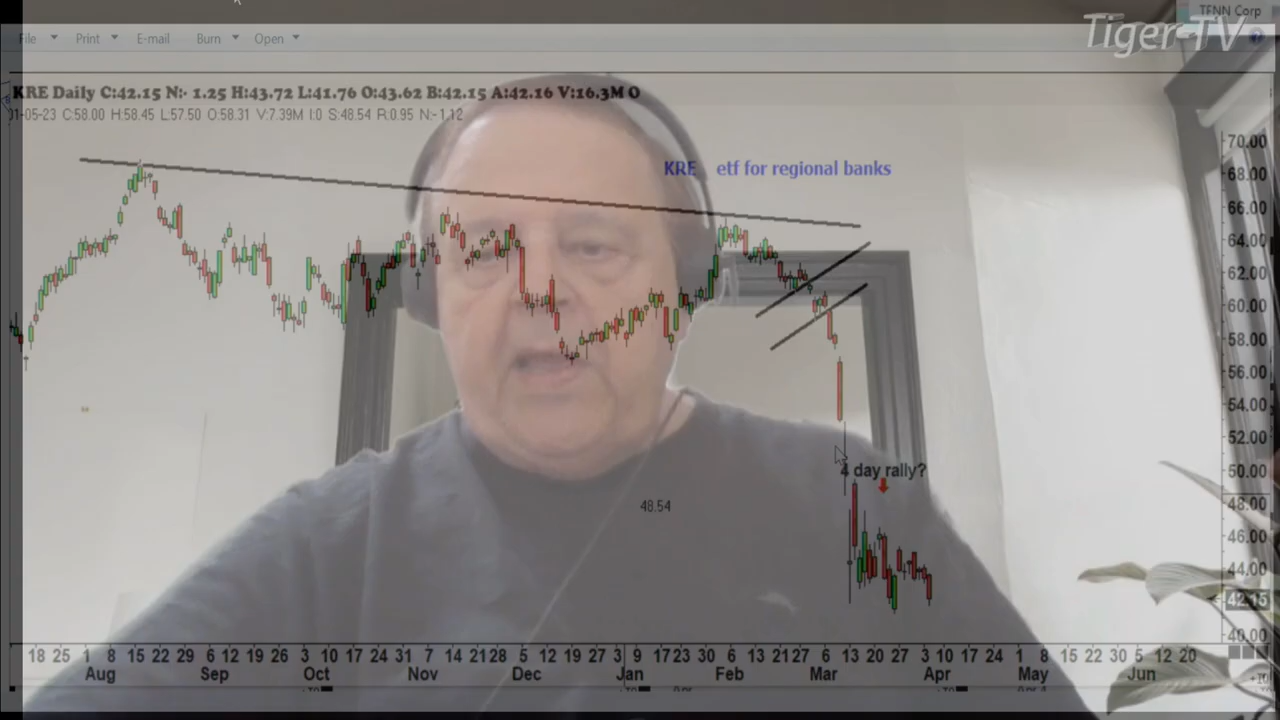 TFNN Corp
Tiger TV
File Print E-mail Burn Open
KRE Daily C:42.15 N:- 1.25 H:43.72 L:41.76 O:43.62 B:42.15 A:42.16 V:16.3M O
01-05-23 C:58.00 H:58.45 L:57.50 O:58.31 V:7.39M I:0 S:48.54 R:0.95 N:-1.12
70.00
KRE etf for regional banks
68.00
66.00
64.00
62.00
60.00
58.00
56.00
54.00
52.00
4 day rally?
50.00
48.54
48.00
46.00
44.00
42.15
40.00
18 25 1 8 15 22 29 6 12 19 26 3 10 17 24 31 7 14 21 28 5 12 19 27 3 9 17 23 30 6 13 21 27 6 13 20 27 3 10 17 24 1 8 15 22 30 5 12 20
Aug Sep Oct Nov Dec Jan Feb Mar Apr May Jun